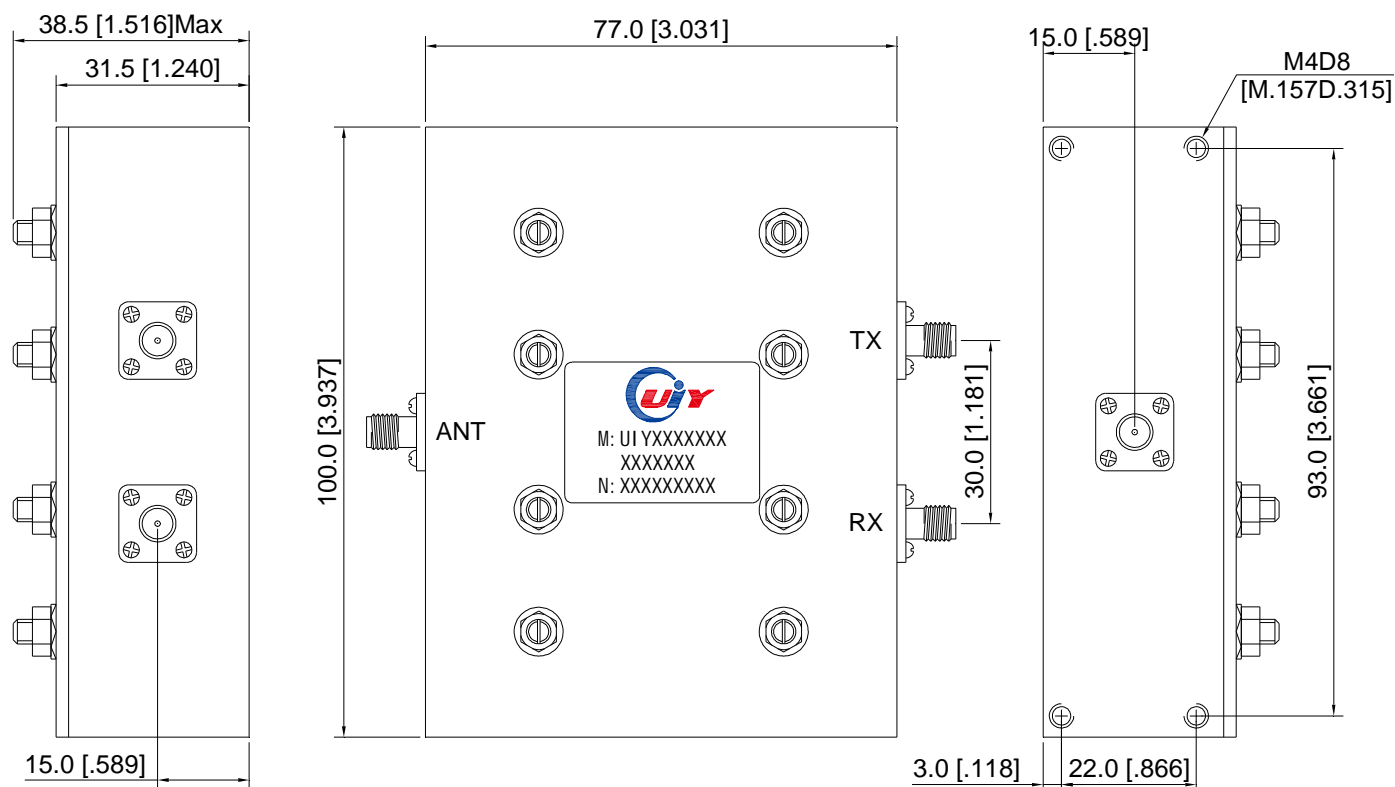 38.5 [1.516]Max
77.0 [3.031]
15.0 [.589]
31.5 [1.240]
M4D8
[M.157D.315]
100.0 [3.937]
TX
ANT
30.0 [1.181]
93.0 [3.661]
UiY
M: UIYXXXXXXX
XXXXXXX
N: XXXXXXXXX
RX
15.0 [.589]
3.0 [.118]
22.0 [.866]